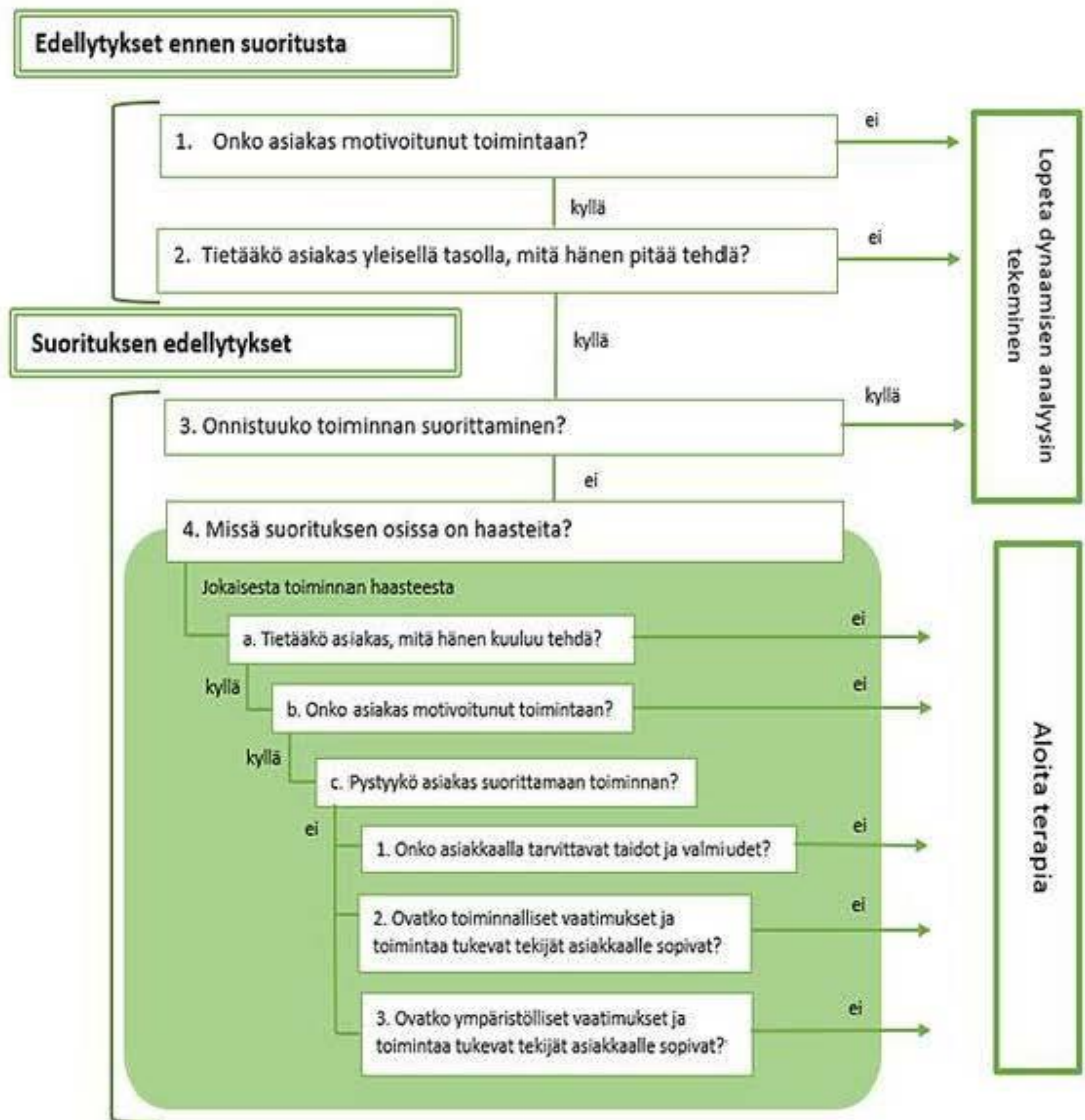 Edellytykset ennen suoritusta
1. Onko asiakas motivoitunut toimintaan?
ei
kyllä
2. Tietääkö asiakas yleisellä tasolla, mitä hänen pitää tehdä?
ei
Lopeta dynaamisen analyysin
tekeminen
kyllä
Suorituksen edellytykset
3. Onnistuuko toiminnan suorittaminen?
kyllä
ei
4. Missä suorituksen osissa on haasteita?
Jokaisesta toiminnan haasteesta
a. Tietääkö asiakas, mitä hänen kuuluu tehdä?
ei
kyllä
b. Onko asiakas motivoitunut toimintaan?
ei
kyllä
c. Pystyykö asiakas suorittamaan toiminnan?
ei
1. Onko asiakkaalla tarvittavat taidot ja valmiudet?
ei
2. Ovatko toiminnalliset vaatimukset ja
toimintaa tukevat tekijät asiakkaalle sopivat?
ei
3. Ovatko ympäristölliset vaatimukset ja
toimintaa tukevat tekijät asiakkaalle sopivat?
ei
Aloita terapia